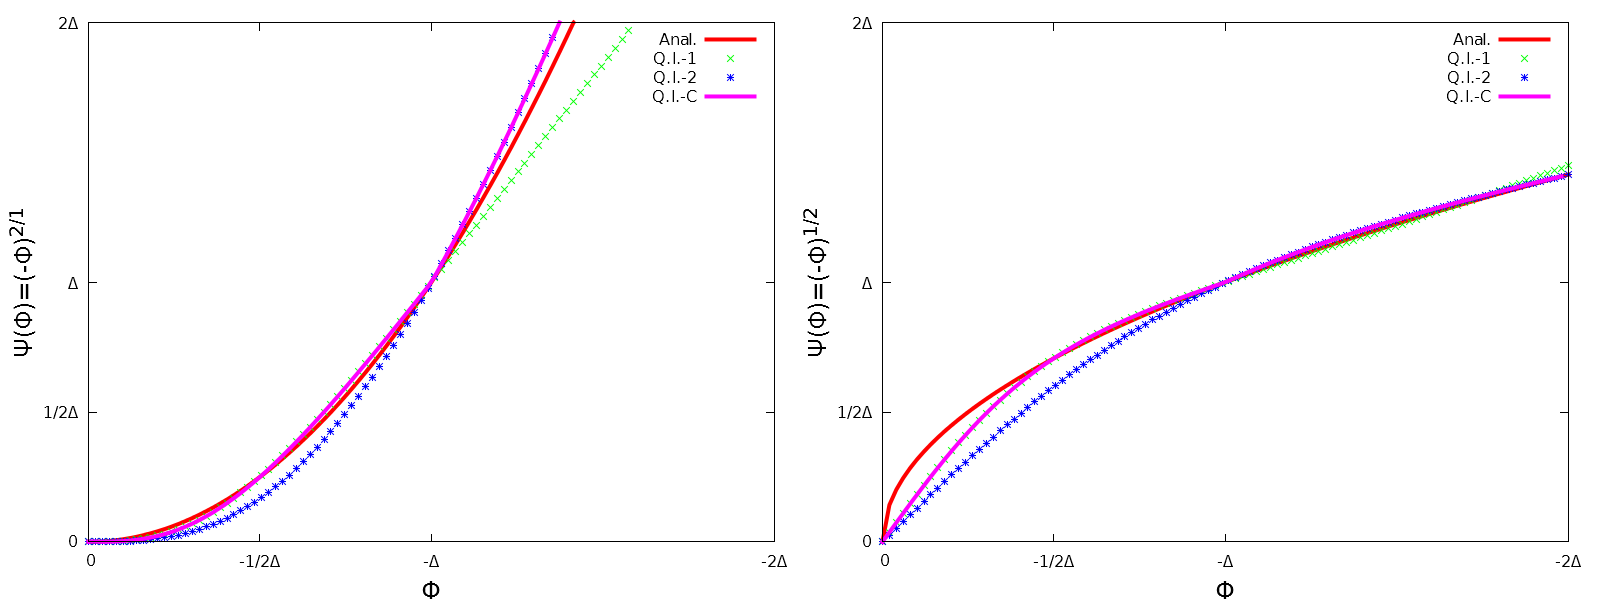 2Δ
Δ
1/2Δ
0
Ψ(Φ)=(-Φ)^2/1
0
-1/2Δ
-Δ
-2Δ
Φ
Anal.
Q.I.-1
Q.I.-2
Q.I.-C
2Δ
Δ
1/2Δ
0
Ψ(Φ)=(-Φ)^1/2
0
-1/2Δ
-Δ
-2Δ
Φ
Anal.
Q.I.-1
Q.I.-2
Q.I.-C